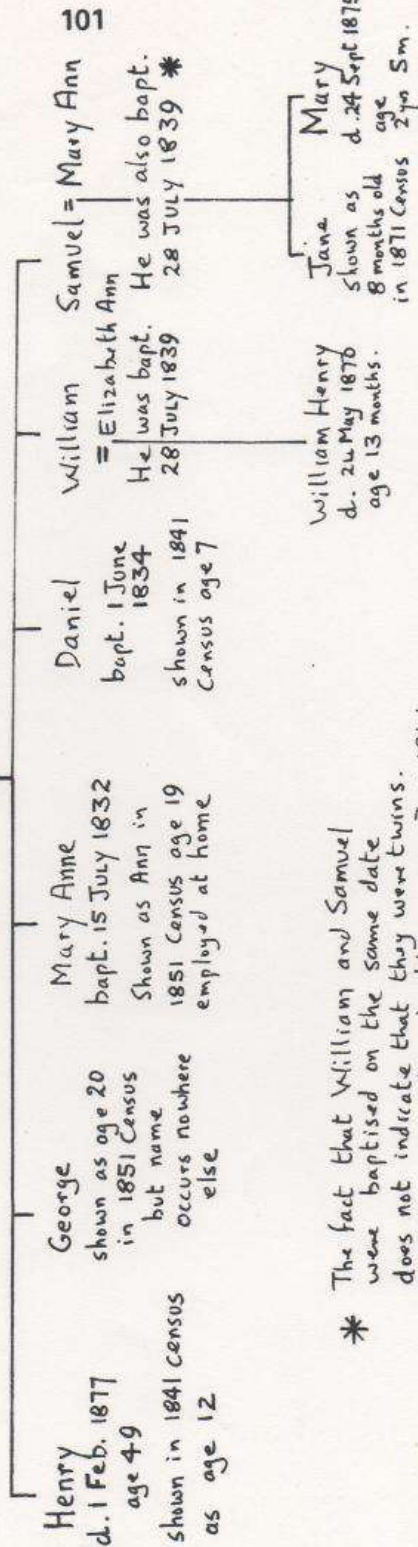 101
Henry
d. 1 Feb. 1877
age 49
shown in 1841 census
as age 12
George
shown as age 20
in 1851 Census
but name
occurs nowhere
else
Mary Anne
bapt. 15 JULY 1832
Shown as Ann in
1851 Census age 19
employed at home
Daniel
bapt. 1 June
1834
shown in 1841
Census age 7
William
= Elizabeth Ann
He was bapt.
28 JULY 1839
Samuel = Mary Ann
He was also bapt.
28 JULY 1839 *
William Henry
d. 24 May 1870
age 13 months.
Jane
shown as
8 months old
in 1871 Census
Mary
d. 24 Sept 1875
age
2yrs 5m.
* The fact that William and Samuel
were baptised on the same date
does not indicate that they were twins.